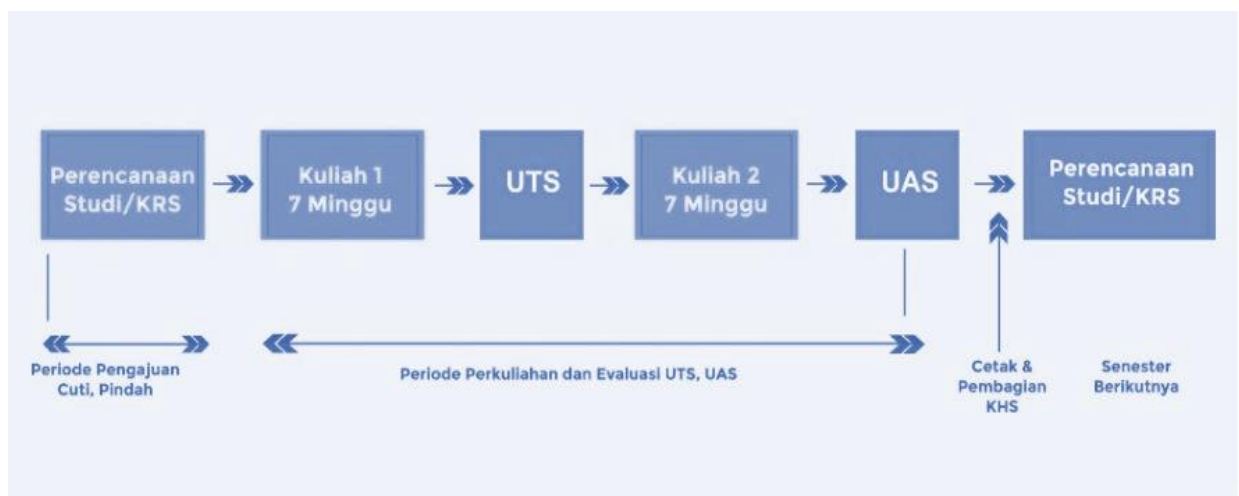 Perencanaan
Studi/KRS
Kuliah 1
7 Minggu
UTS
Kuliah 2
7 Minggu
UAS
Perencanaan
Studi/KRS
Periode Pengajuan
Cuti, Pindah
Periode Perkuliahan dan Evaluasi UTS, UAS
Cetak &
Pembagian
KHS
Senester
Berikutnya